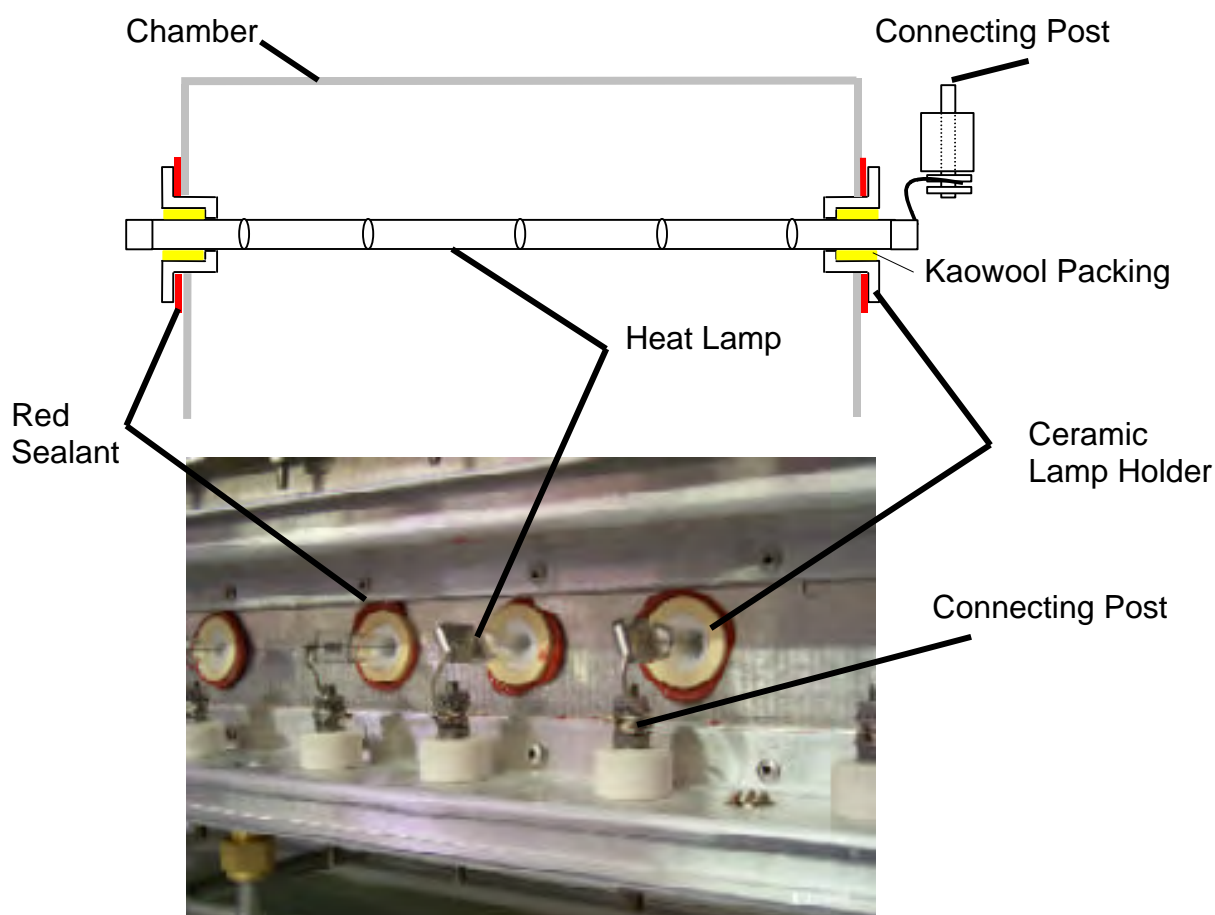 Chamber
Connecting Post
Kaowool Packing
Heat Lamp
Red
Sealant
Ceramic
Lamp Holder
Connecting Post